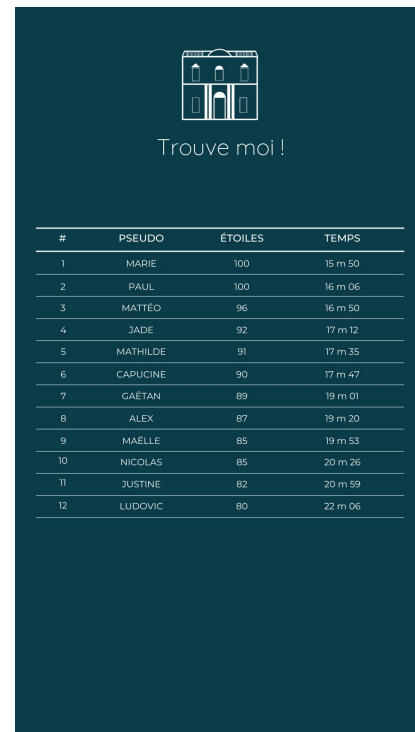 Trouve moi !
# PSEUDO ÉTOILES TEMPS
1 MARIE 100 15 m 50
2 PAUL 100 16 m 06
3 MATTÉO 96 16 m 50
4 JADE 92 17 m 12
5 MATHILDE 91 17 m 35
6 CAPUCINE 90 17 m 47
7 GAËTAN 89 19 m 01
8 ALEX 87 19 m 20
9 MAËLLE 85 19 m 53
10 NICOLAS 85 20 m 26
11 JUSTINE 82 20 m 59
12 LUDOVIC 80 22 m 06